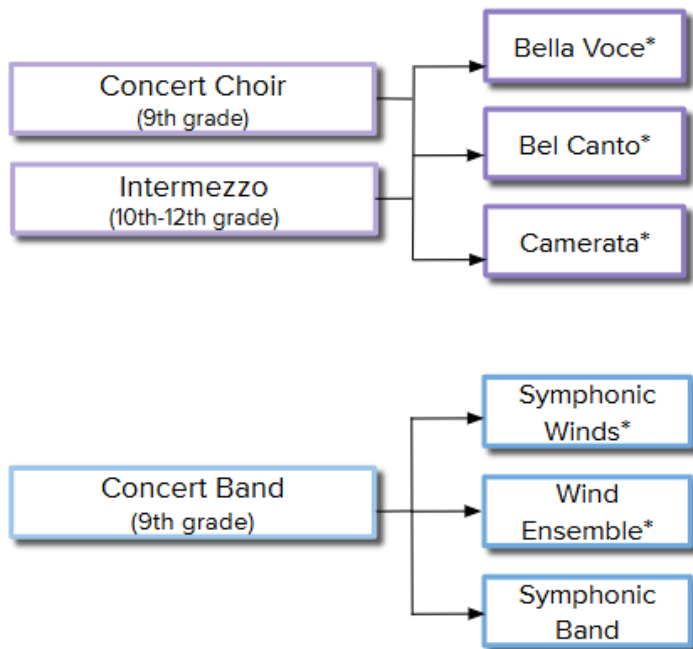 Concert Choir
(9th grade)
Intermezzo
(10th-12th grade)
Bella Voce*
Bel Canto*
Camerata*
Concert Band
(9th grade)
Symphonic
Winds*
Wind
Ensemble*
Symphonic
Band